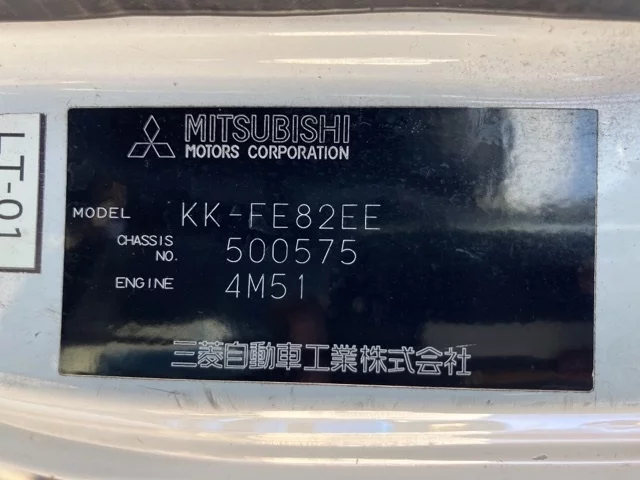 MITSUBISHI
MOTORS CORPORATION
MODEL KK-FE82EE
CHASSIS NO. 500575
ENGINE 4M51
三菱自動車工業株式会社
LT-01